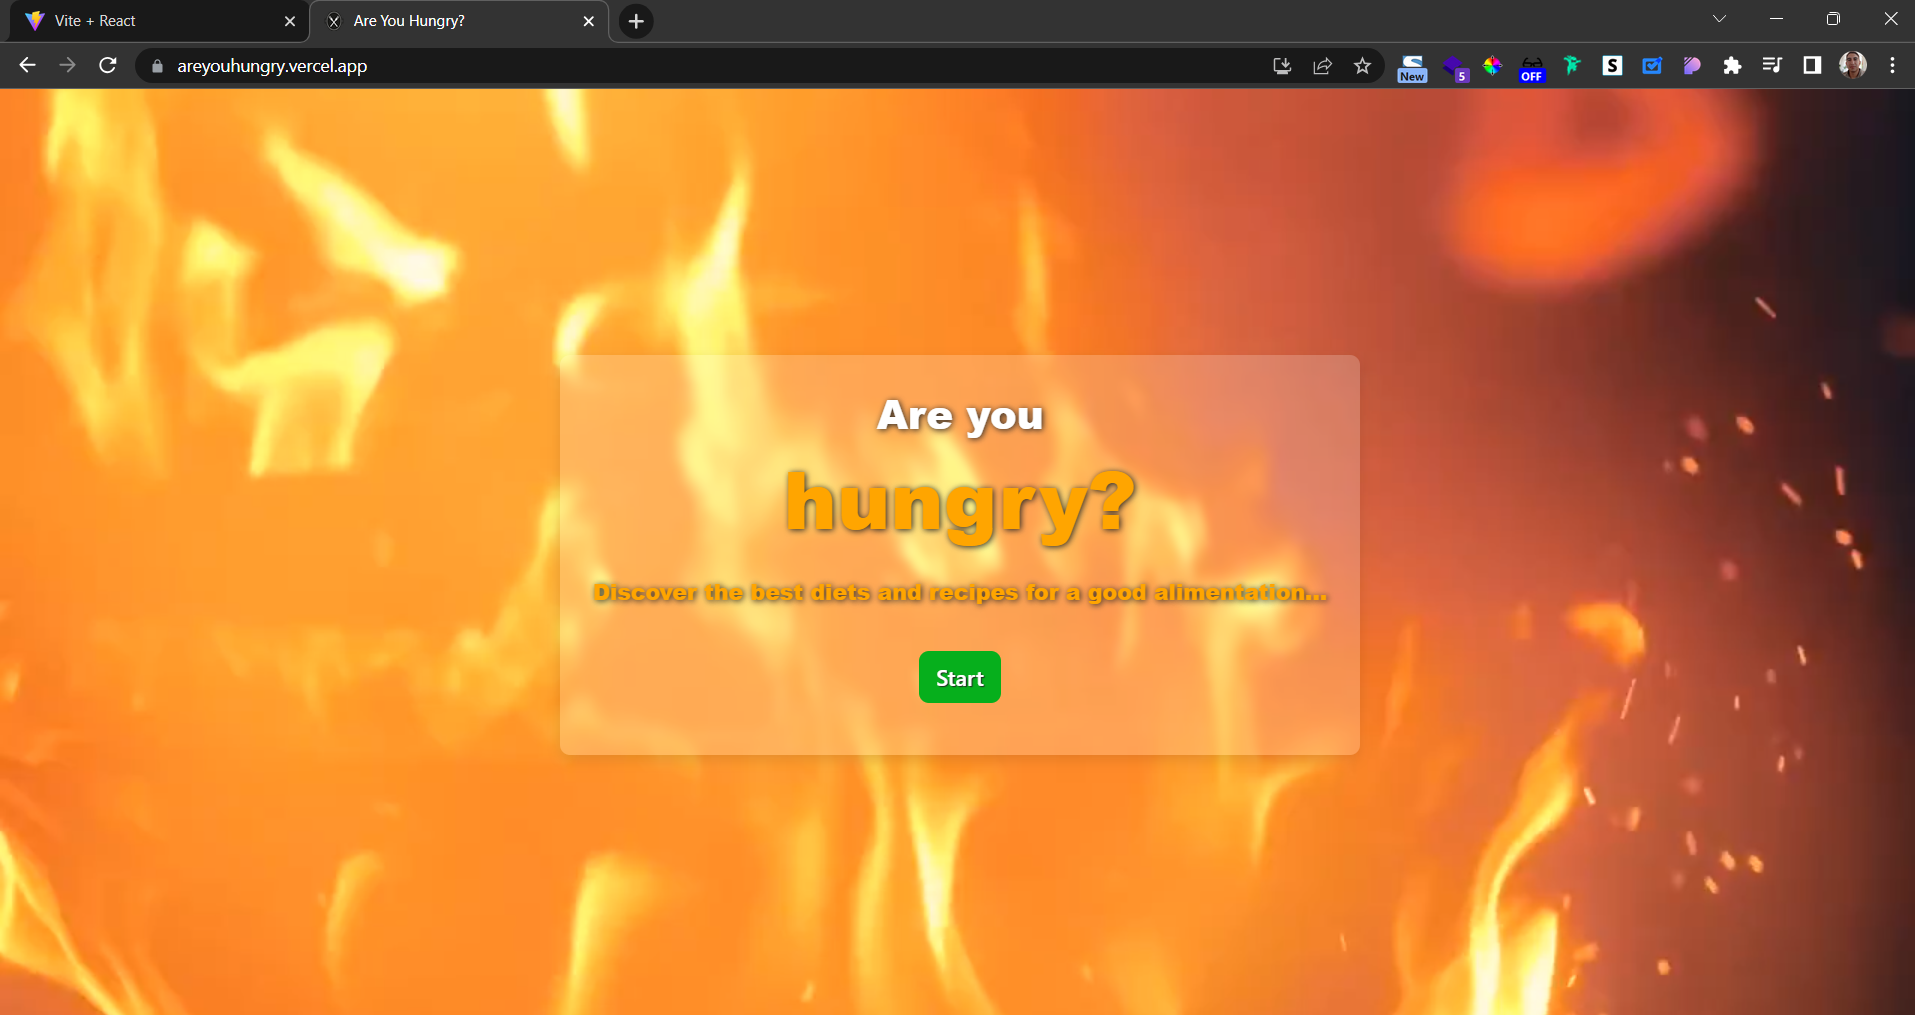 Vite + React
Are You Hungry?
areyouhungry.vercel.app
New
5
OFF
S
Are you
hungry?
Discover the best diets and recipes for a good alimentation...
Start